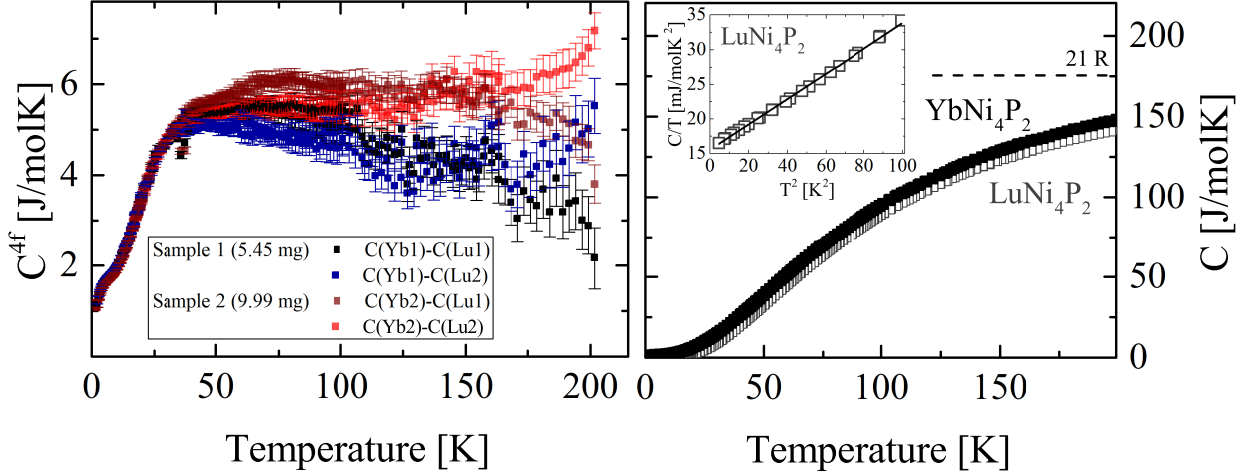 C^4f [J/molK]
6
4
2
0 50 100 150 200
Temperature [K]
Sample 1 (5.45 mg) C(Yb1)-C(Lu1)
C(Yb1)-C(Lu2)
Sample 2 (9.99 mg) C(Yb2)-C(Lu1)
C(Yb2)-C(Lu2)
C/T [mJ/molK^-2]
35
30
25
20
15
0 20 40 60 80 100
T^2 [K^2]
LuNi4P2
21 R
YbNi4P2
LuNi4P2
200
150
100
50
0
C [J/molK]
0 50 100 150
Temperature [K]